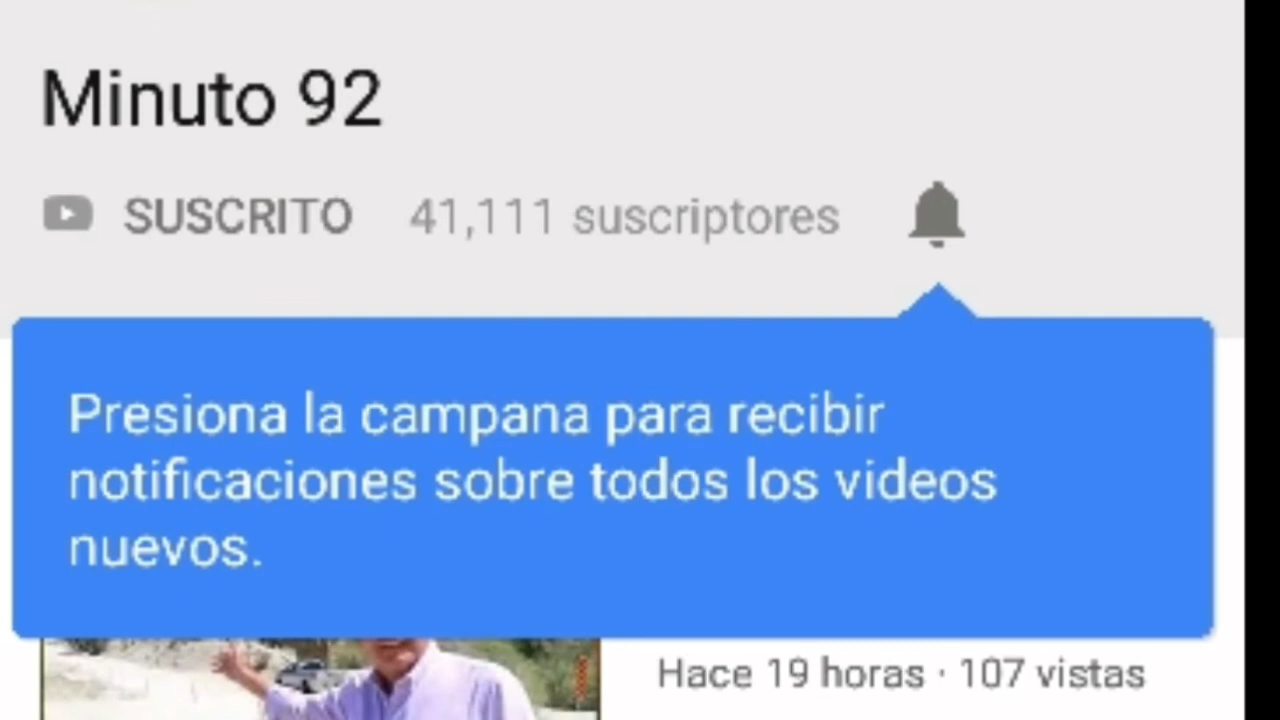 Minuto 92
SUSCRITO 41,111 suscriptores
Presiona la campana para recibir
notificaciones sobre todos los videos
nuevos.
Hace 19 horas · 107 vistas